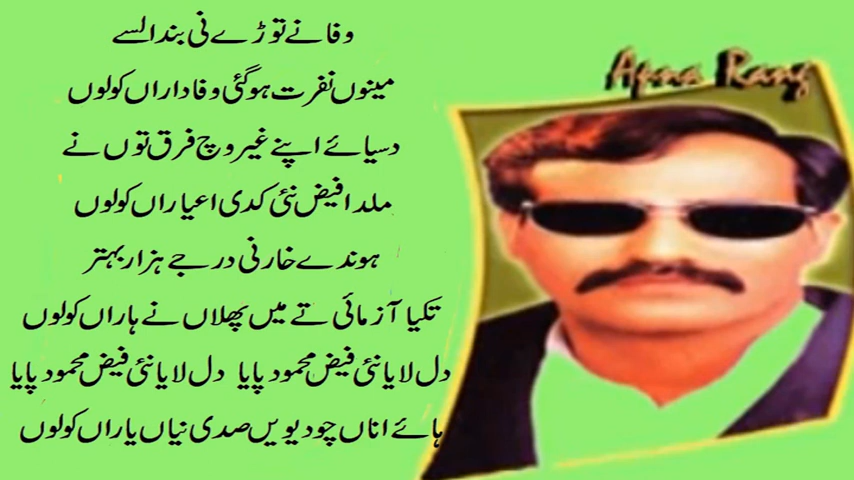 وفا نے توڑے نی بند السے
مینوں نفرت ہوگئی وفاداراں کولوں
دسیائے اپنے غیر وچ فرق توں نے
ملدا فیض نئی کدی اعیاراں کولوں
ہوندے خار نی درجے ہزار بہتر
تکیا آزمائی تے میں پھلاں نے ہاراں کولوں
دل لایا نئی فیض محمود پایا دل لایا نئی فیض محمود پایا
ہائے اناں چودیویں صدی نیاں یاراں کولوں
Apna Rang